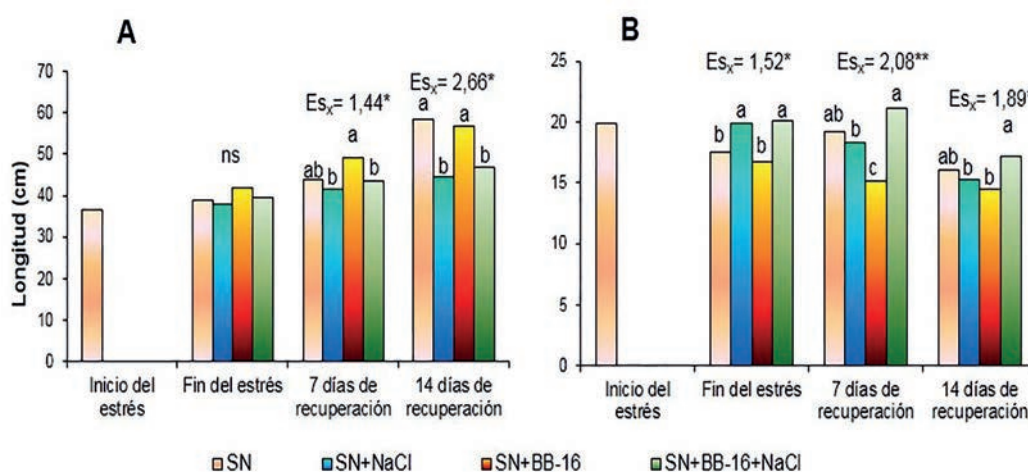 A
Longitud (cm)
70
60
50
40
30
20
10
0
ns
Esx= 1,44*
ab b a b
Esx= 2,66*
a b a b
Inicio del estrés
Fin del estrés
7 días de recuperación
14 días de recuperación
B
25
20
15
10
5
0
Esx= 1,52*
b a b a
Esx= 2,08**
ab b c a
Esx= 1,89*
ab b b a
Inicio del estrés
Fin del estrés
7 días de recuperación
14 días de recuperación
SN SN+NaCl SN+BB-16 SN+BB-16+NaCl